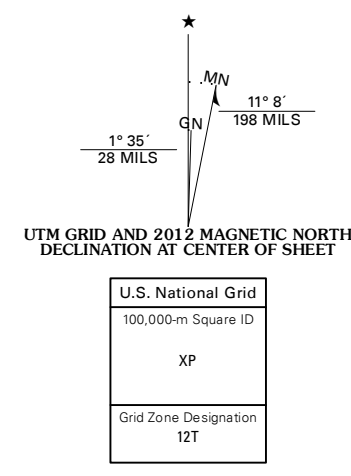 ★
MN
GN
11° 8´
198 MILS
1° 35´
28 MILS
UTM GRID AND 2012 MAGNETIC NORTH
DECLINATION AT CENTER OF SHEET
U.S. National Grid
100,000-m Square ID
XP
Grid Zone Designation
12T